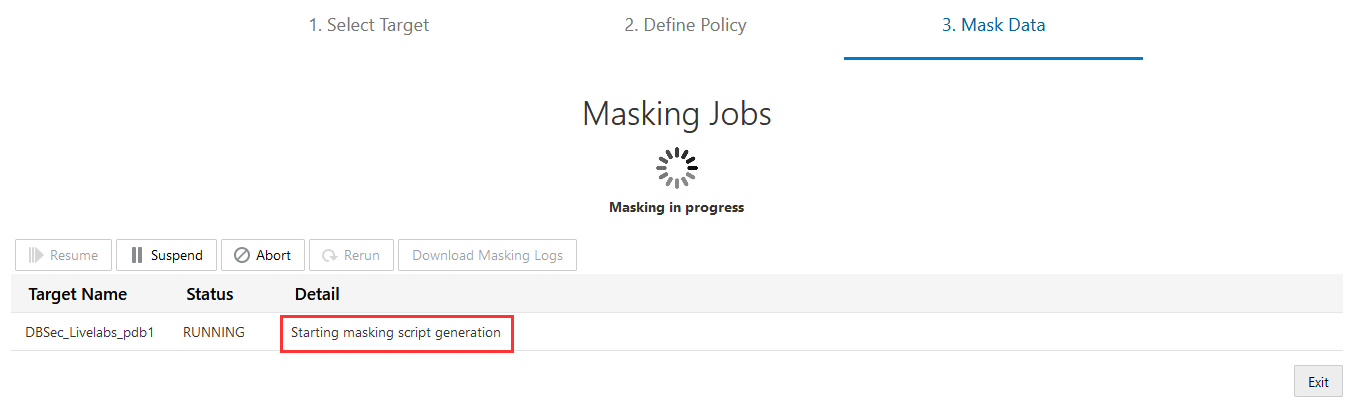 1. Select Target 2. Define Policy 3. Mask Data
Masking Jobs
Masking in progress
Resume Suspend Abort Rerun Download Masking Logs
Target Name Status Detail
DBSec_Livelabs_pdb1 RUNNING Starting masking script generation
Exit